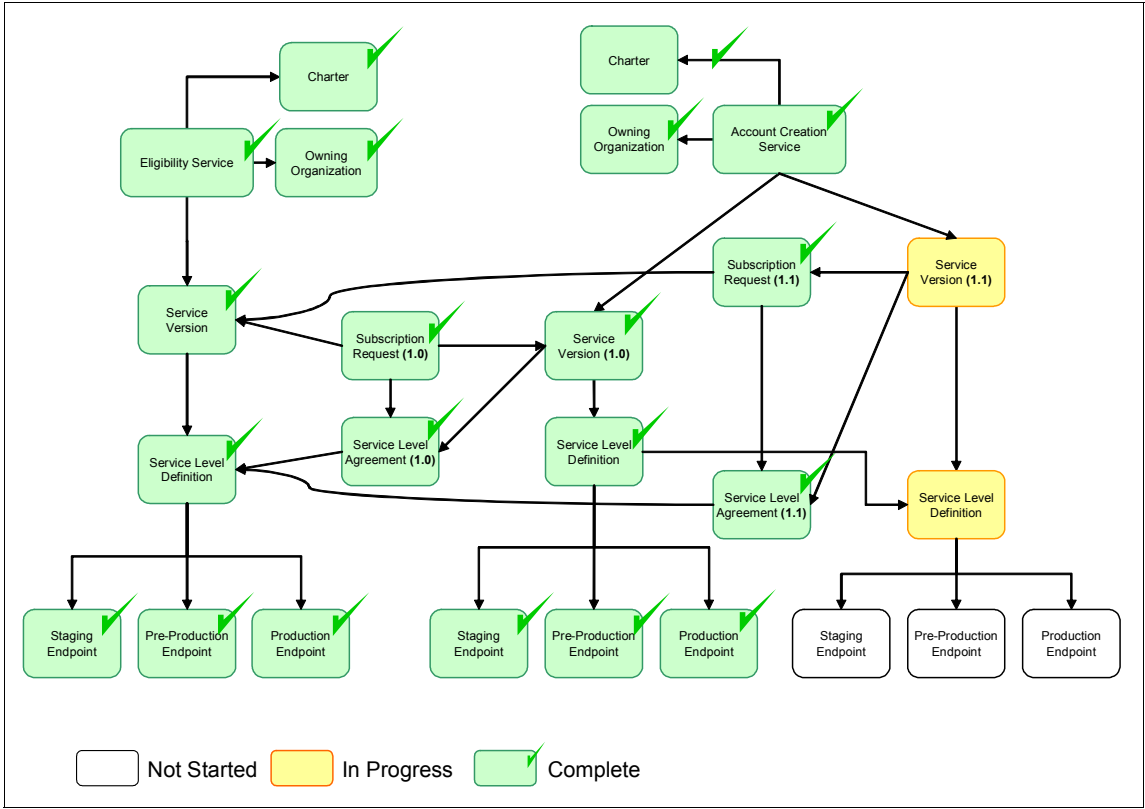 Charter
Charter
Eligibility Service
Owning
Organization
Owning
Organization
Account Creation
Service
Subscription
Request (1.1)
Service
Version (1.1)
Service
Version
Subscription
Request (1.0)
Service
Version (1.0)
Service Level
Definition
Service Level
Agreement (1.0)
Service Level
Definition
Service Level
Agreement (1.1)
Service Level
Definition
Staging
Endpoint
Pre-Production
Endpoint
Production
Endpoint
Staging
Endpoint
Pre-Production
Endpoint
Production
Endpoint
Staging
Endpoint
Pre-Production
Endpoint
Production
Endpoint
Not Started
In Progress
Complete